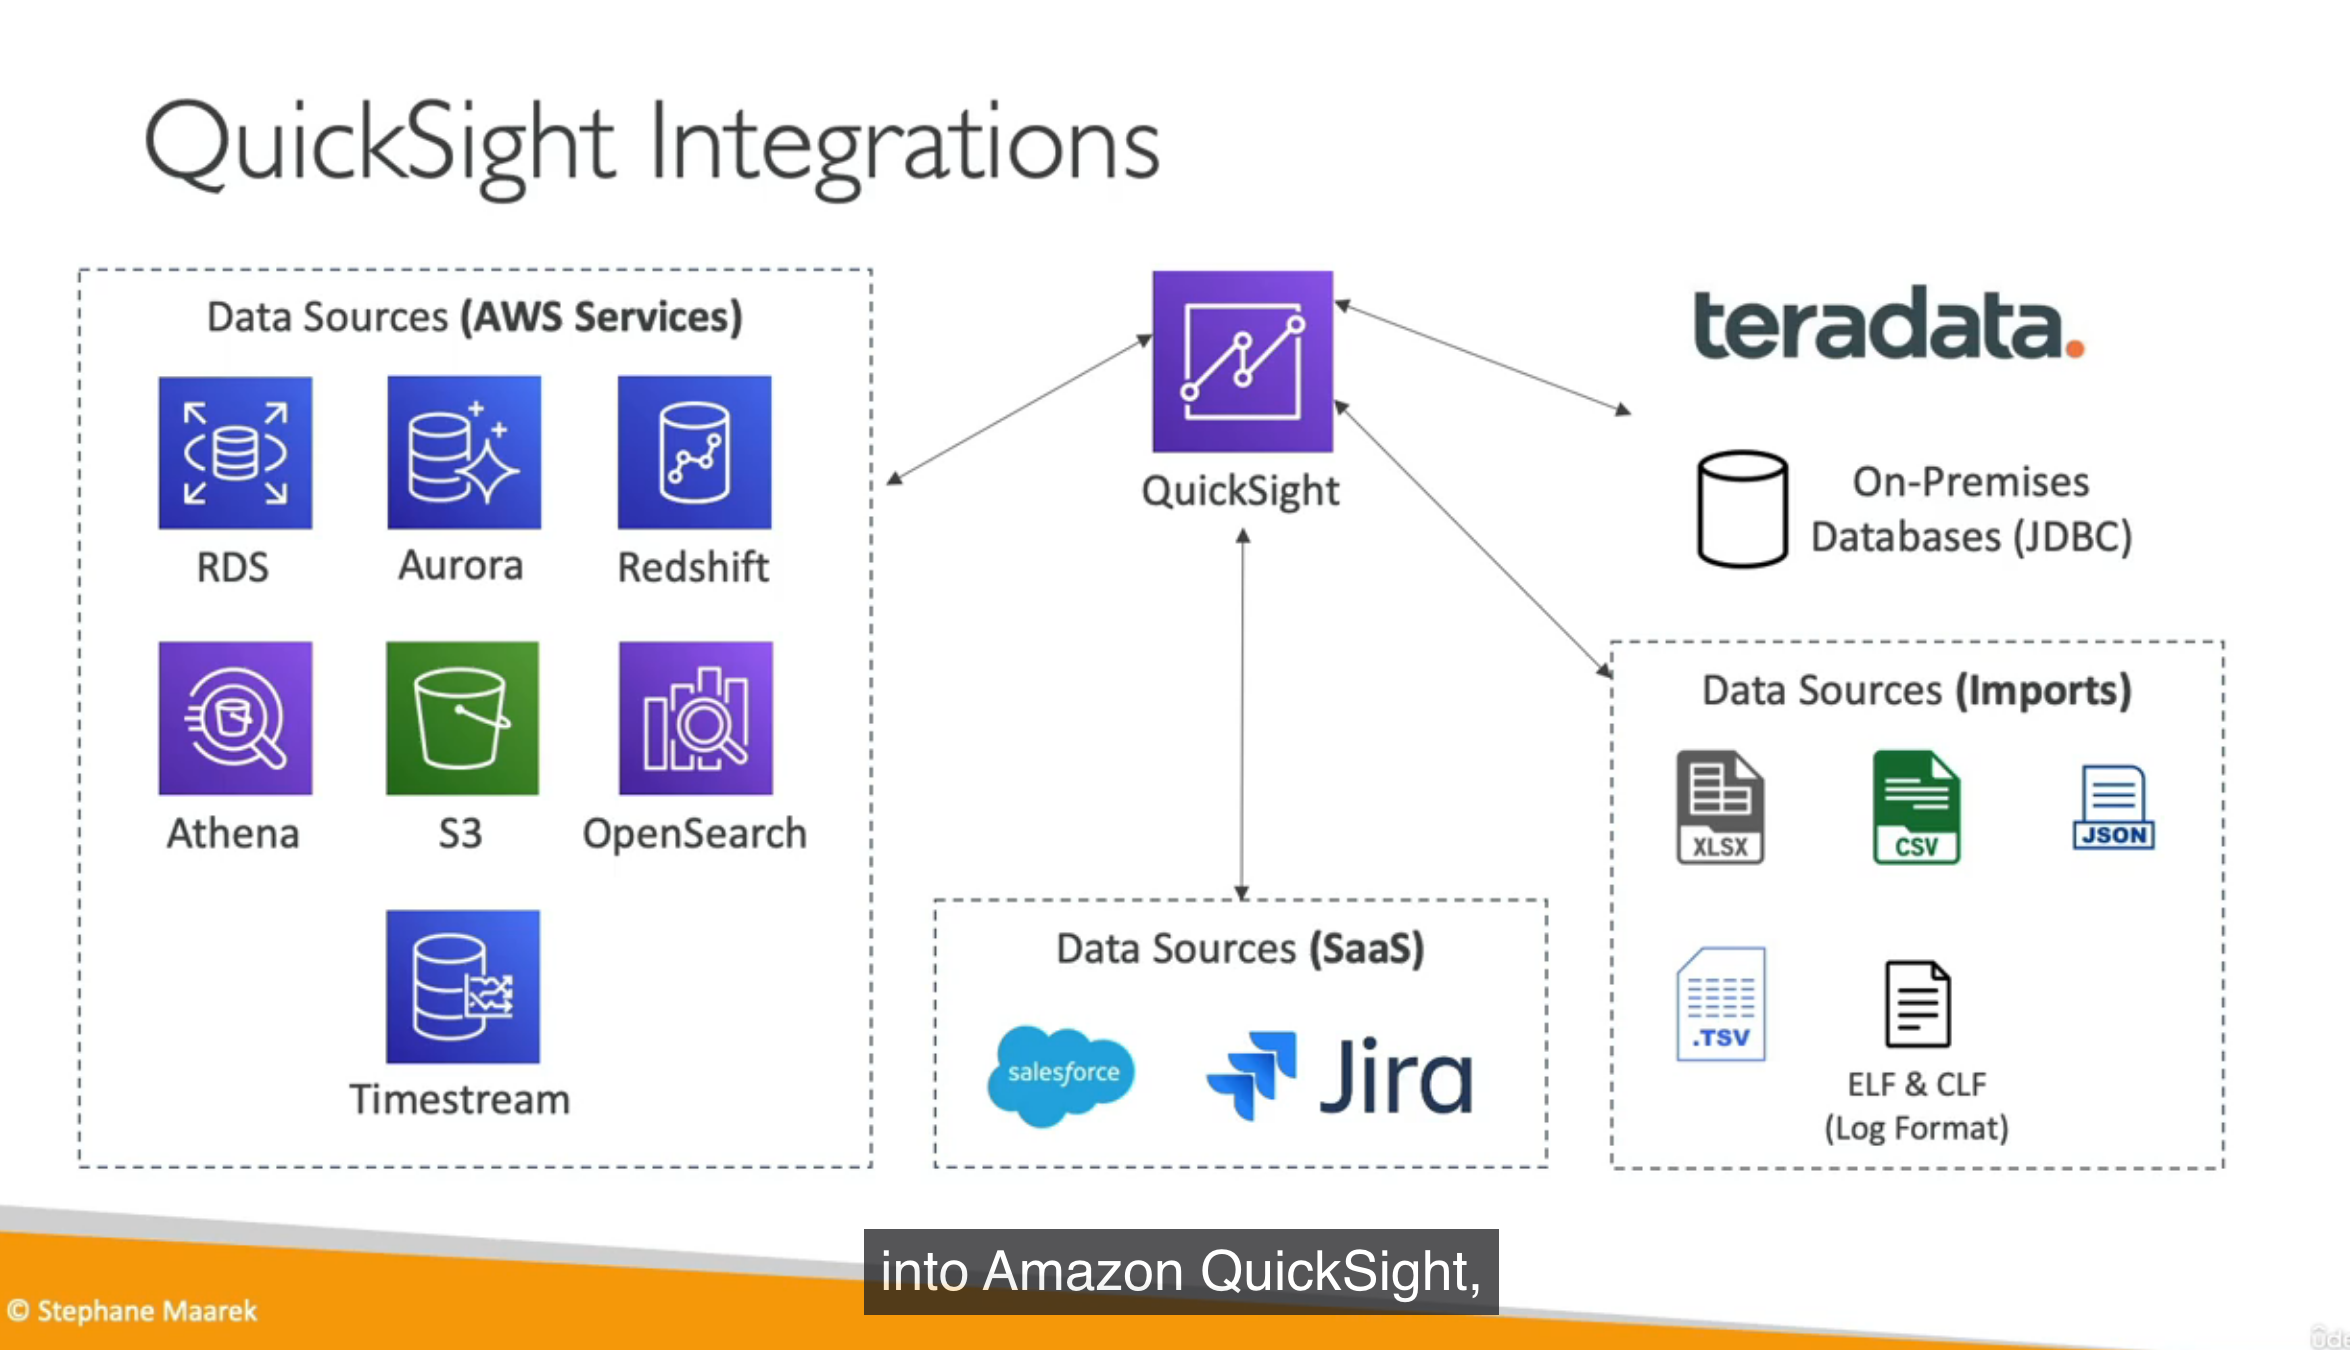 QuickSight Integrations
Data Sources (AWS Services)
RDS
Aurora
Redshift
Athena
S3
OpenSearch
Timestream
QuickSight
teradata.
On-Premises
Databases (JDBC)
Data Sources (SaaS)
salesforce
Jira
Data Sources (Imports)
XLSX
CSV
JSON
.TSV
ELF & CLF
(Log Format)
into Amazon QuickSight,
© Stephane Maarek